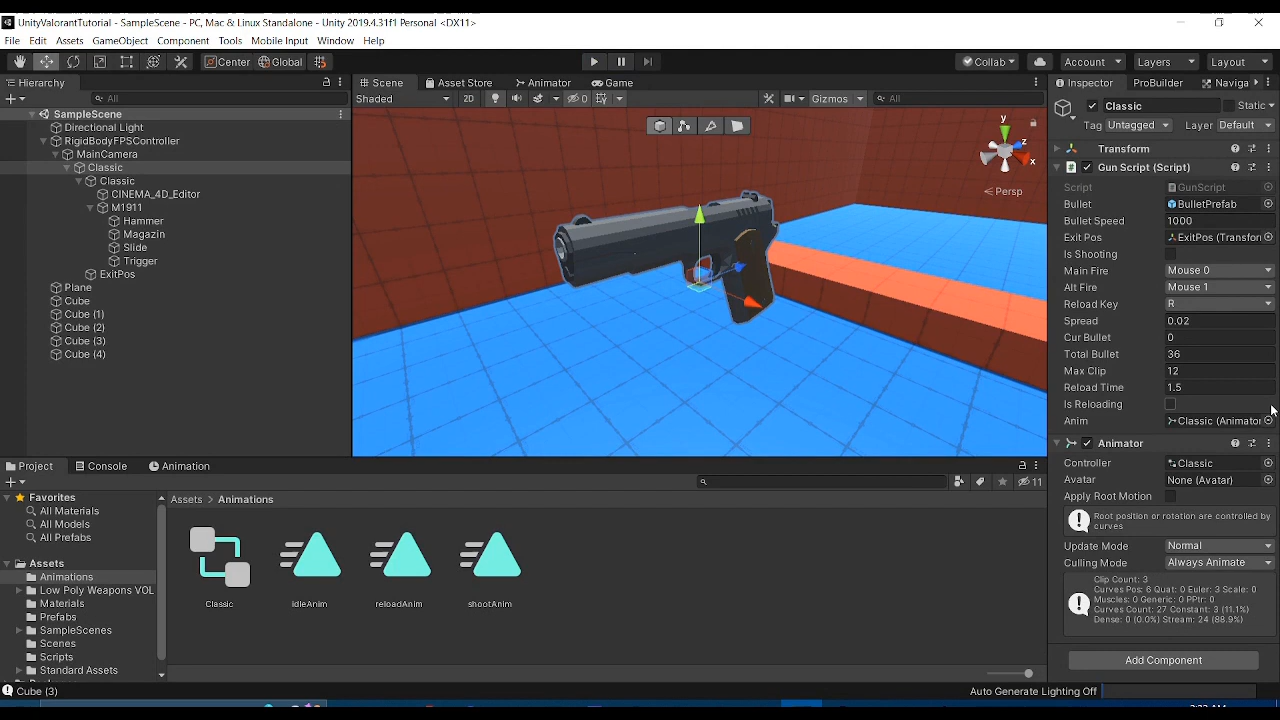 UnityValorantTutorial - SampleScene - PC, Mac & Linux Standalone - Unity 2019.4.31f1 Personal <DX11>
File Edit Assets GameObject Component Tools Mobile Input Window Help
Center Global Collab Account Layers Layout
Hierarchy
All
SampleScene
Directional Light
RigidBodyFPSController
MainCamera
Classic
Classic
CINEMA_4D_Editor
M1911
Hammer
Magazin
Slide
Trigger
ExitPos
Plane
Cube
Cube (1)
Cube (2)
Cube (3)
Cube (4)
Scene Asset Store Animator Game
Shaded 2D 0 Gizmos All
y
z
x
Persp
Inspector ProBuilder Naviga
Classic Static
Tag Untagged Layer Default
Transform
Gun Script (Script)
Script GunScript
Bullet BulletPrefab
Bullet Speed 1000
Exit Pos ExitPos (Transfor
Is Shooting
Main Fire Mouse 0
Alt Fire Mouse 1
Reload Key R
Spread 0.02
Cur Bullet 0
Total Bullet 36
Max Clip 12
Reload Time 1.5
Is Reloading
Anim Classic (Animator
Animator
Controller Classic
Avatar None (Avatar)
Apply Root Motion
Root position or rotation are controlled by
curves
Update Mode Normal
Culling Mode Always Animate
Clip Count: 3
Curves Pos: 6 Quat: 0 Euler: 3 Scale: 0
Muscles: 0 Generic: 0 PPtr: 0
Curves Count: 27 Constant: 3 (11.1%)
Dense: 0 (0.0%) Stream: 24 (88.9%)
Add Component
Project Console Animation
11
Favorites
All Materials
All Models
All Prefabs
Assets
Animations
Low Poly Weapons VOL
Materials
Prefabs
SampleScenes
Scenes
Scripts
Standard Assets
Assets > Animations
Classic idleAnim reloadAnim shootAnim
Cube (3)
Auto Generate Lighting Off